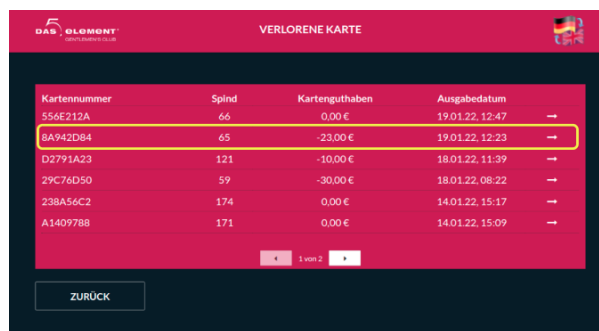 DAS 5 ELEMENT
GENTLEMEN'S CLUB
VERLORENE KARTE
Kartennummer Spind Kartenguthaben Ausgabedatum
556E212A 66 0,00 € 19.01.22, 12:47 →
8A942D84 65 -23,00 € 19.01.22, 12:23 →
D2791A23 121 -10,00 € 18.01.22, 11:39 →
29C76D50 59 -30,00 € 18.01.22, 08:22 →
238A56C2 174 0,00 € 14.01.22, 15:17 →
A1409788 171 0,00 € 14.01.22, 15:09 →
1 von 2
ZURÜCK